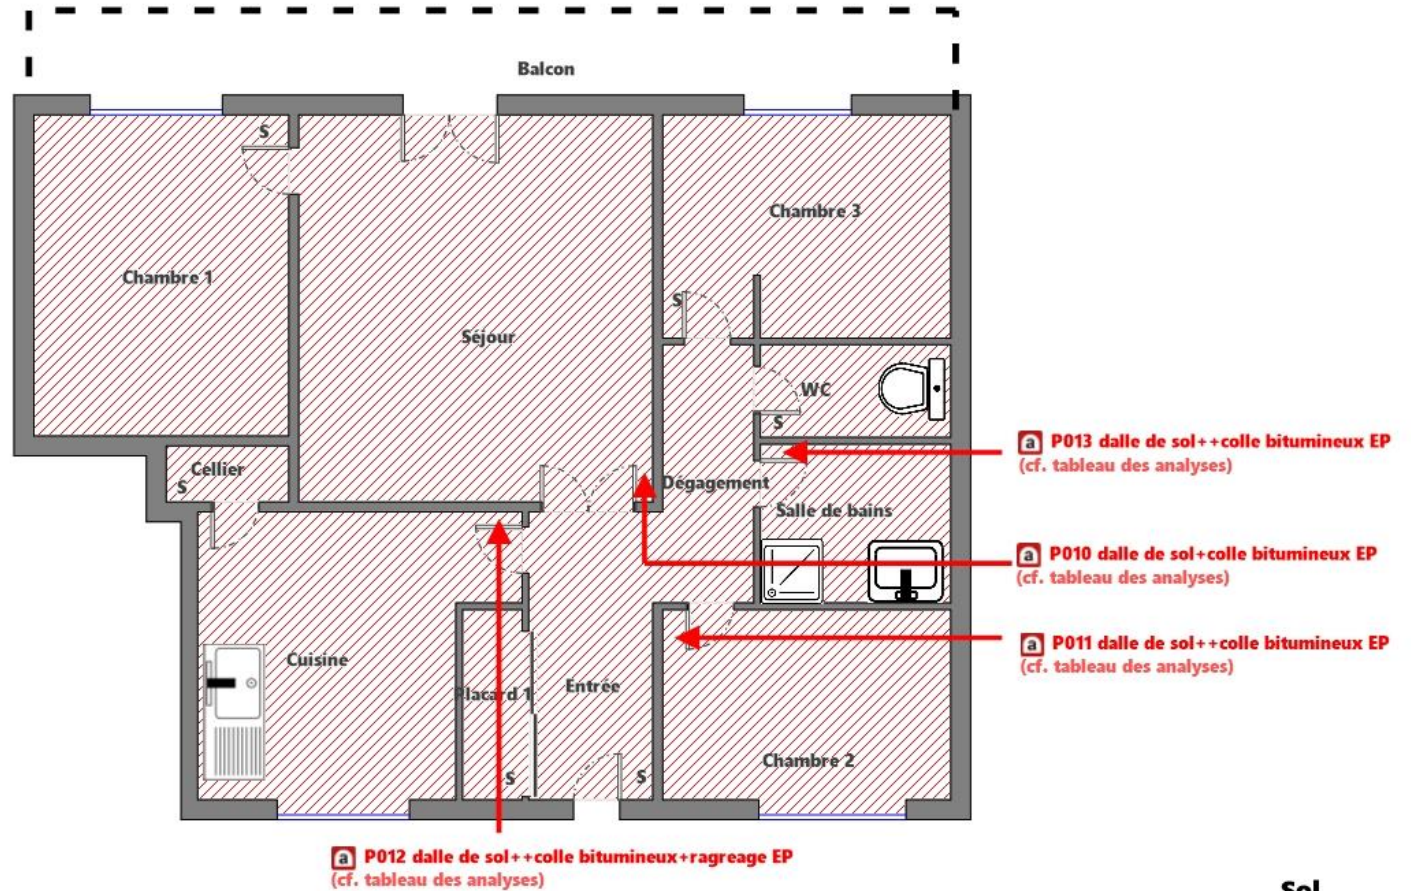 Balcon
S
Chambre 3
Chambre 1
S
Séjour
WC
S
a P013 dalle de sol++colle bitumineux EP
(cf. tableau des analyses)
Cellier
S
Dégagement
Salle de bains
a P010 dalle de sol+colle bitumineux EP
(cf. tableau des analyses)
a P011 dalle de sol++colle bitumineux EP
(cf. tableau des analyses)
Cuisine
Placard 1
Entrée
Chambre 2
S
S
a P012 dalle de sol++colle bitumineux+ragreage EP
(cf. tableau des analyses)
Sol